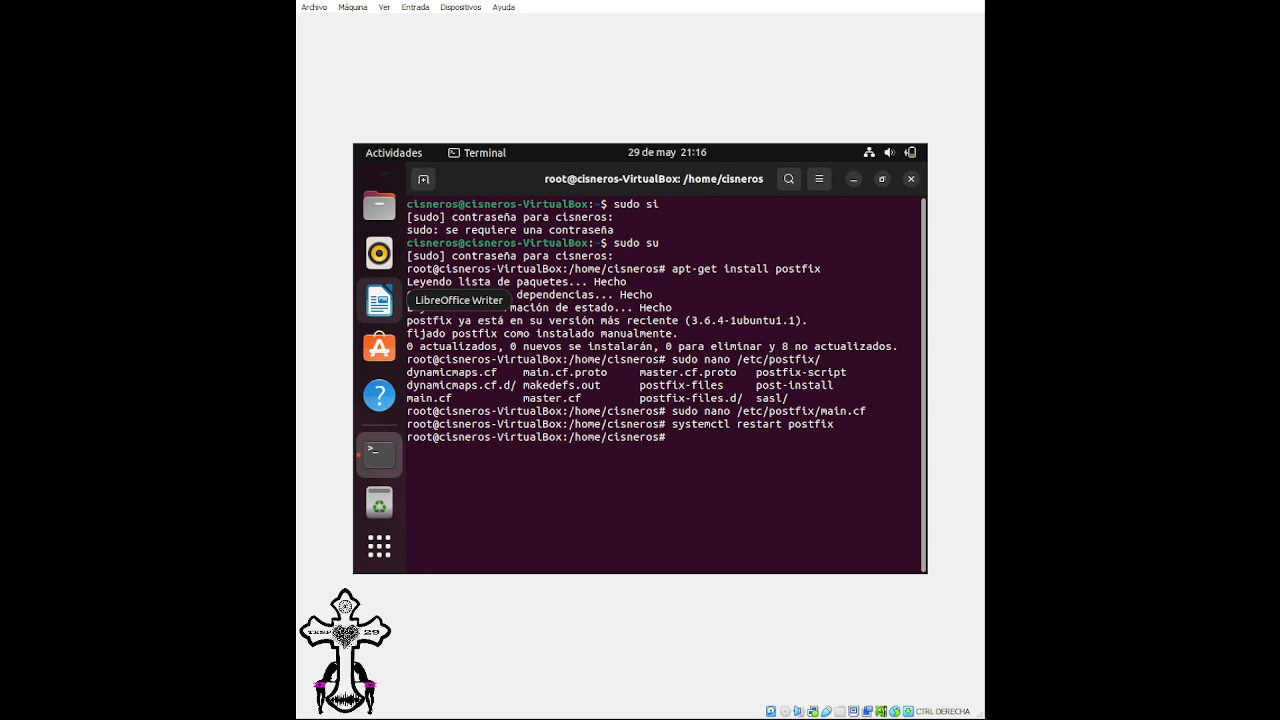 Archivo Máquina Ver Entrada Dispositivos Ayuda
Actividades Terminal 29 de may 21:16
root@cisneros-VirtualBox: /home/cisneros
cisneros@cisneros-VirtualBox:~$ sudo si
[sudo] contraseña para cisneros:
sudo: se requiere una contraseña
cisneros@cisneros-VirtualBox:~$ sudo su
[sudo] contraseña para cisneros:
root@cisneros-VirtualBox:/home/cisneros# apt-get install postfix
Leyendo lista de paquetes... Hecho
dependencias... Hecho
LibreOffice Writer
mación de estado... Hecho
postfix ya está en su versión más reciente (3.6.4-1ubuntu1.1).
fijado postfix como instalado manualmente.
0 actualizados, 0 nuevos se instalarán, 0 para eliminar y 8 no actualizados.
root@cisneros-VirtualBox:/home/cisneros# sudo nano /etc/postfix/
dynamicmaps.cf main.cf.proto master.cf.proto postfix-script
dynamicmaps.cf.d/ makedefs.out postfix-files post-install
main.cf master.cf postfix-files.d/ sasl/
root@cisneros-VirtualBox:/home/cisneros# sudo nano /etc/postfix/main.cf
root@cisneros-VirtualBox:/home/cisneros# systemctl restart postfix
root@cisneros-VirtualBox:/home/cisneros#
29
CTRL DERECHA